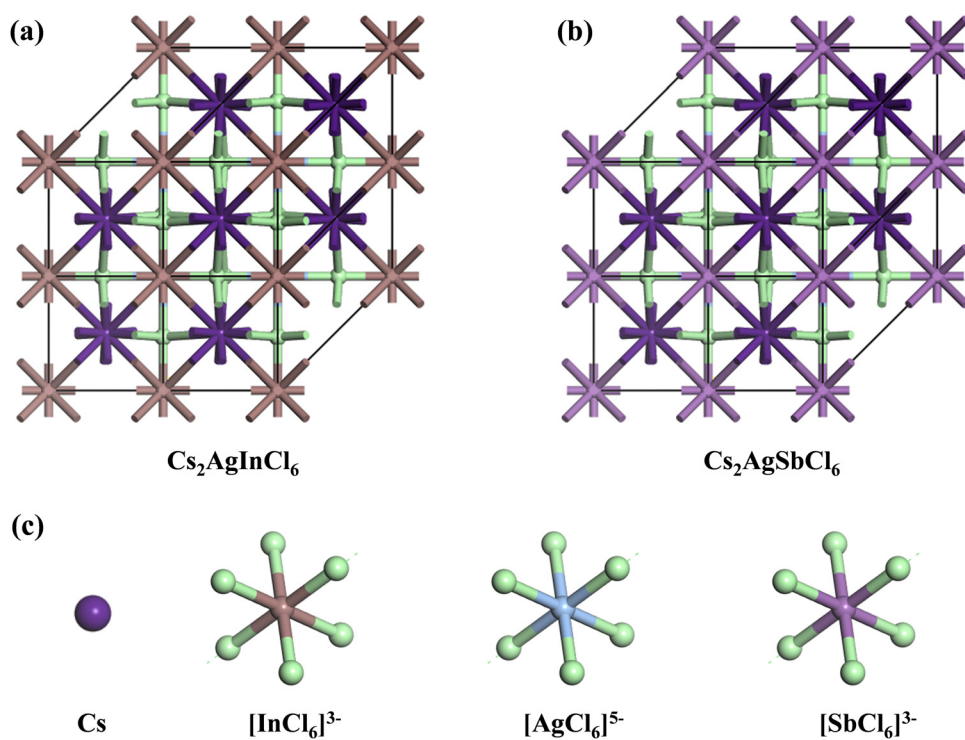 (a)
(b)
Cs₂AgInCl₆
Cs₂AgSbCl₆
(c)
Cs
[InCl₆]³⁻
[AgCl₆]⁵⁻
[SbCl₆]³⁻